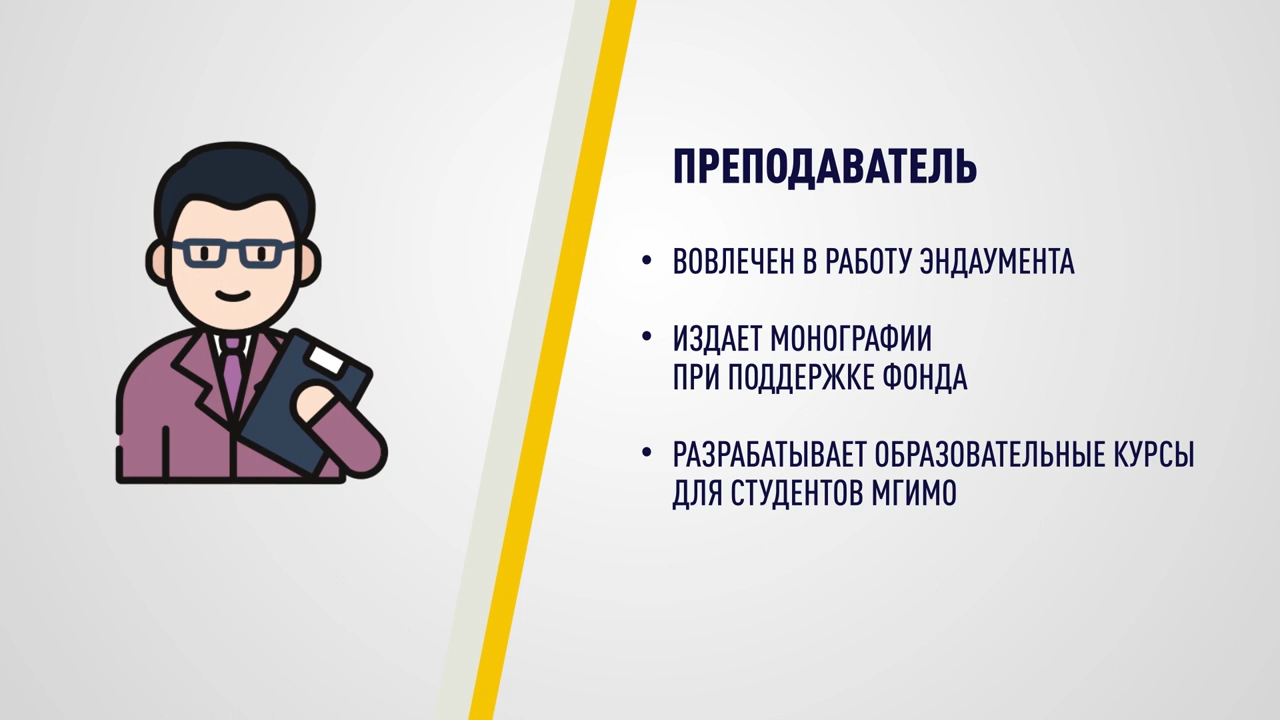 ПРЕПОДАВАТЕЛЬ
• ВОВЛЕЧЕН В РАБОТУ ЭНДАУМЕНТА
• ИЗДАЕТ МОНОГРАФИИ
ПРИ ПОДДЕРЖКЕ ФОНДА
• РАЗРАБАТЫВАЕТ ОБРАЗОВАТЕЛЬНЫЕ КУРСЫ
ДЛЯ СТУДЕНТОВ МГИМО